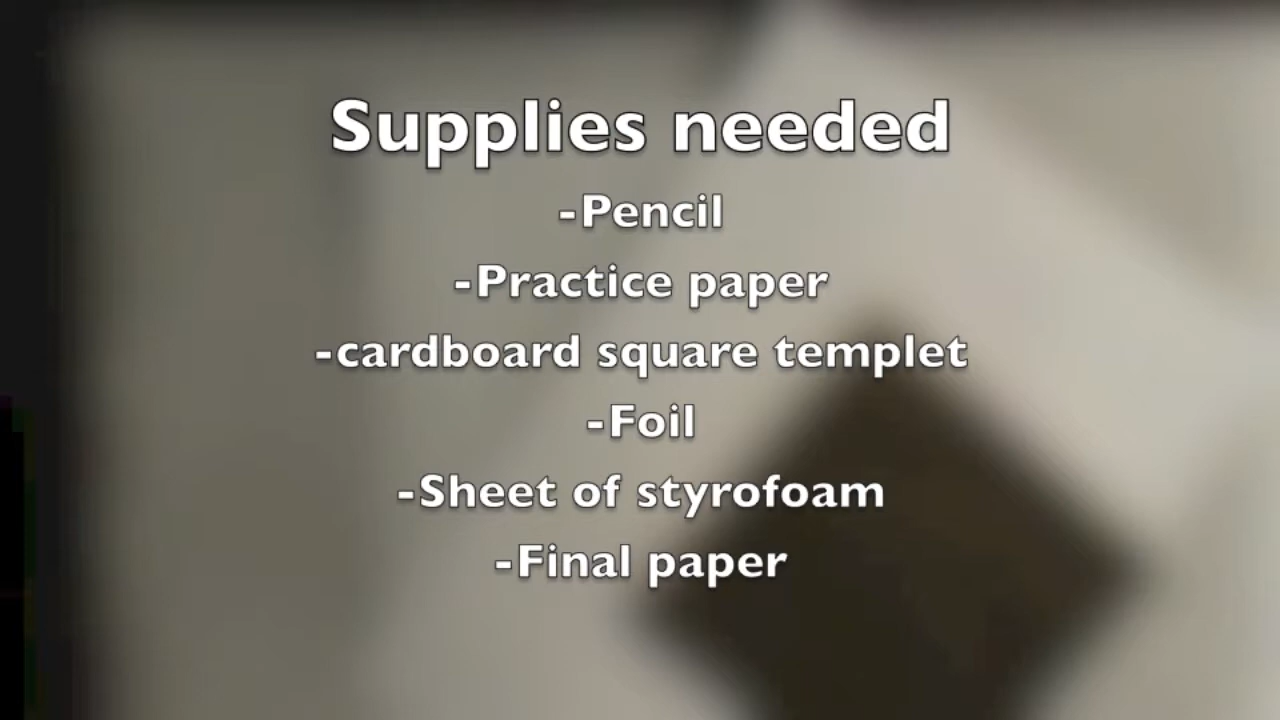 Supplies needed
-Pencil
-Practice paper
-cardboard square templet
-Foil
-Sheet of styrofoam
-Final paper